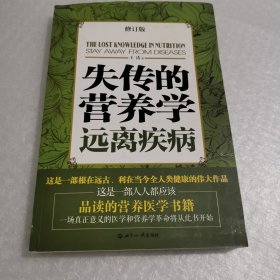 修订版
THE LOST KNOWLEDGE IN NUTRITION
STAY AWAY FROM DISEASES
失传的
营养学
远离疾病
这是一部根在远古、利在当今全人类健康的伟大作品
这是一部人人都应该
品读的营养医学书籍
一场真正意义的医学和营养学革命将从此书开始